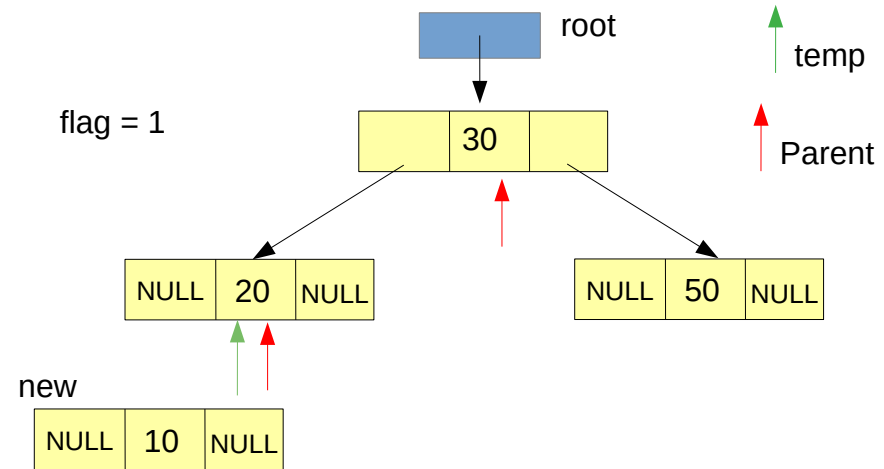 root
temp
flag = 1
30
Parent
NULL 20 NULL
NULL 50 NULL
new
NULL 10 NULL